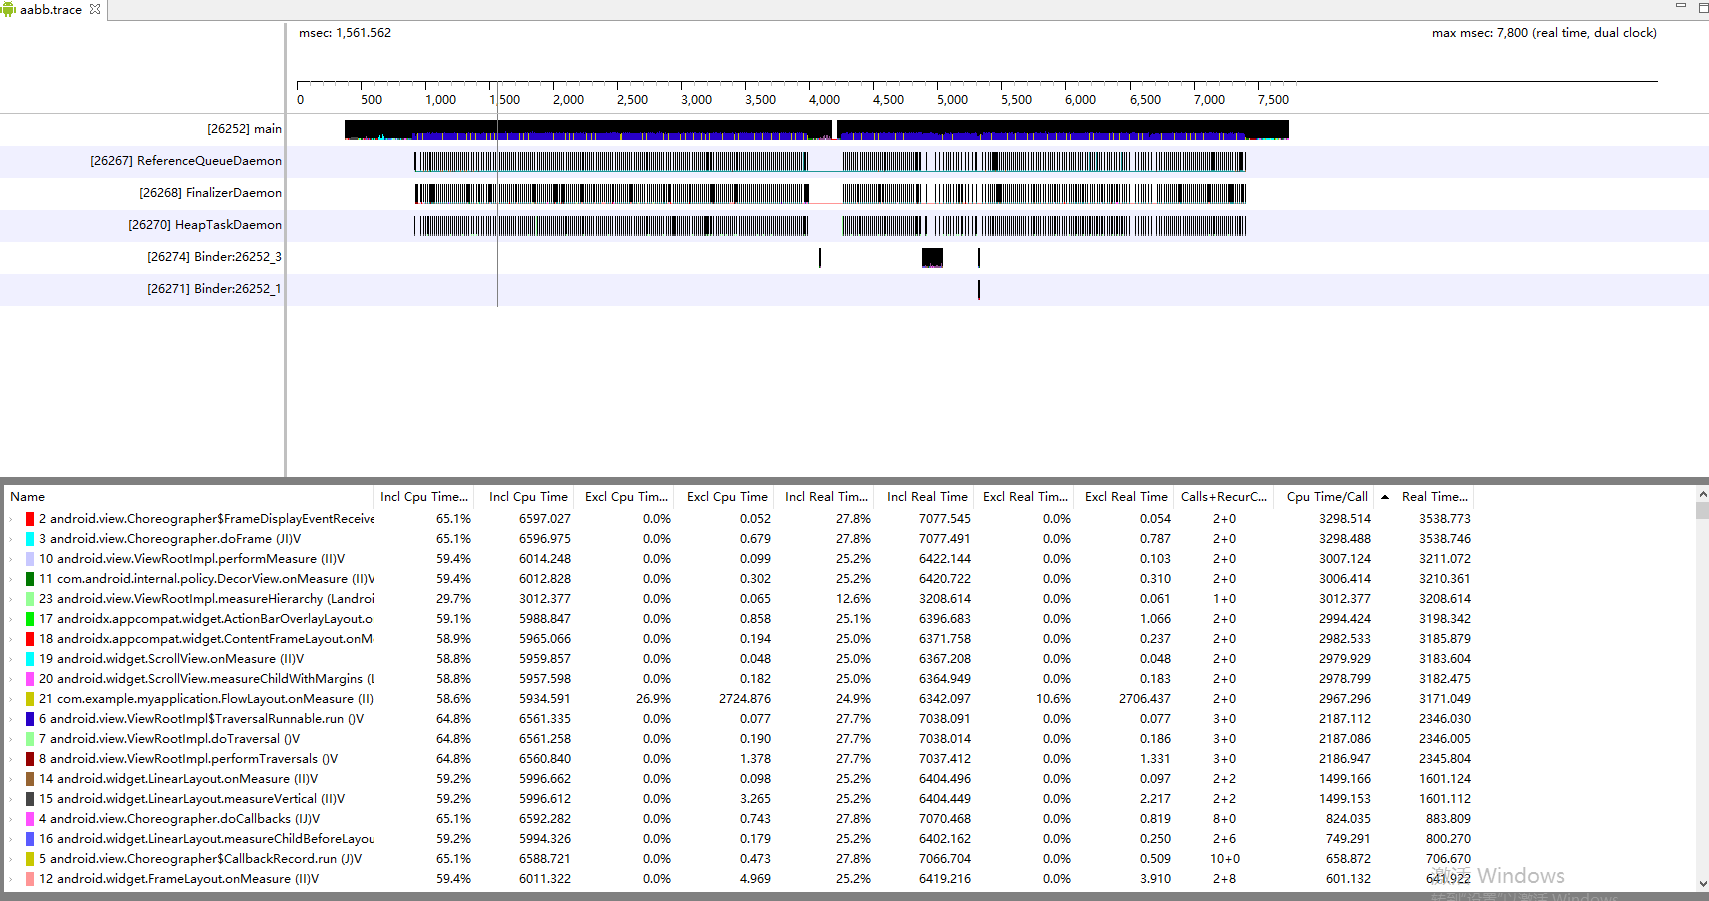 aabb.trace
msec: 1,561.562 max msec: 7,800 (real time, dual clock)
0 500 1,000 1,500 2,000 2,500 3,000 3,500 4,000 4,500 5,000 5,500 6,000 6,500 7,000 7,500
[26252] main
[26267] ReferenceQueueDaemon
[26268] FinalizerDaemon
[26270] HeapTaskDaemon
[26274] Binder:26252_3
[26271] Binder:26252_1
Name Incl Cpu Time... Incl Cpu Time Excl Cpu Tim... Excl Cpu Time Incl Real Tim... Incl Real Time Excl Real Tim... Excl Real Time Calls+RecurC... Cpu Time/Call Real Time...
2 android.view.Choreographer$FrameDisplayEventReceive 65.1% 6597.027 0.0% 0.052 27.8% 7077.545 0.0% 0.054 2+0 3298.514 3538.773
3 android.view.Choreographer.doFrame (JI)V 65.1% 6596.975 0.0% 0.679 27.8% 7077.491 0.0% 0.787 2+0 3298.488 3538.746
10 android.view.ViewRootImpl.performMeasure (II)V 59.4% 6014.248 0.0% 0.099 25.2% 6422.144 0.0% 0.103 2+0 3007.124 3211.072
11 com.android.internal.policy.DecorView.onMeasure (II)V 59.4% 6012.828 0.0% 0.302 25.2% 6420.722 0.0% 0.310 2+0 3006.414 3210.361
23 android.view.ViewRootImpl.measureHierarchy (Landroi 29.7% 3012.377 0.0% 0.065 12.6% 3208.614 0.0% 0.061 1+0 3012.377 3208.614
17 androidx.appcompat.widget.ActionBarOverlayLayout.o 59.1% 5988.847 0.0% 0.858 25.1% 6396.683 0.0% 1.066 2+0 2994.424 3198.342
18 androidx.appcompat.widget.ContentFrameLayout.onM 58.9% 5965.066 0.0% 0.194 25.0% 6371.758 0.0% 0.237 2+0 2982.533 3185.879
19 android.widget.ScrollView.onMeasure (II)V 58.8% 5959.857 0.0% 0.048 25.0% 6367.208 0.0% 0.048 2+0 2979.929 3183.604
20 android.widget.ScrollView.measureChildWithMargins (L 58.8% 5957.598 0.0% 0.182 25.0% 6364.949 0.0% 0.183 2+0 2978.799 3182.475
21 com.example.myapplication.FlowLayout.onMeasure (II) 58.6% 5934.591 26.9% 2724.876 24.9% 6342.097 10.6% 2706.437 2+0 2967.296 3171.049
6 android.view.ViewRootImpl$TraversalRunnable.run ()V 64.8% 6561.335 0.0% 0.077 27.7% 7038.091 0.0% 0.077 3+0 2187.112 2346.030
7 android.view.ViewRootImpl.doTraversal ()V 64.8% 6561.258 0.0% 0.190 27.7% 7038.014 0.0% 0.186 3+0 2187.086 2346.005
8 android.view.ViewRootImpl.performTraversals ()V 64.8% 6560.840 0.0% 1.378 27.7% 7037.412 0.0% 1.331 3+0 2186.947 2345.804
14 android.widget.LinearLayout.onMeasure (II)V 59.2% 5996.662 0.0% 0.098 25.2% 6404.496 0.0% 0.097 2+2 1499.166 1601.124
15 android.widget.LinearLayout.measureVertical (II)V 59.2% 5996.612 0.0% 3.265 25.2% 6404.449 0.0% 2.217 2+2 1499.153 1601.112
4 android.view.Choreographer.doCallbacks (IJ)V 65.1% 6592.282 0.0% 0.743 27.8% 7070.468 0.0% 0.819 8+0 824.035 883.809
16 android.widget.LinearLayout.measureChildBeforeLayou 59.2% 5994.326 0.0% 0.179 25.2% 6402.162 0.0% 0.250 2+6 749.291 800.270
5 android.view.Choreographer$CallbackRecord.run (J)V 65.1% 6588.721 0.0% 0.473 27.8% 7066.704 0.0% 0.509 10+0 658.872 706.670
12 android.widget.FrameLayout.onMeasure (II)V 59.4% 6011.322 0.0% 4.969 25.2% 6419.216 0.0% 3.910 2+8 601.132 641.922
激活 Windows
转到"设置"以激活 Windows